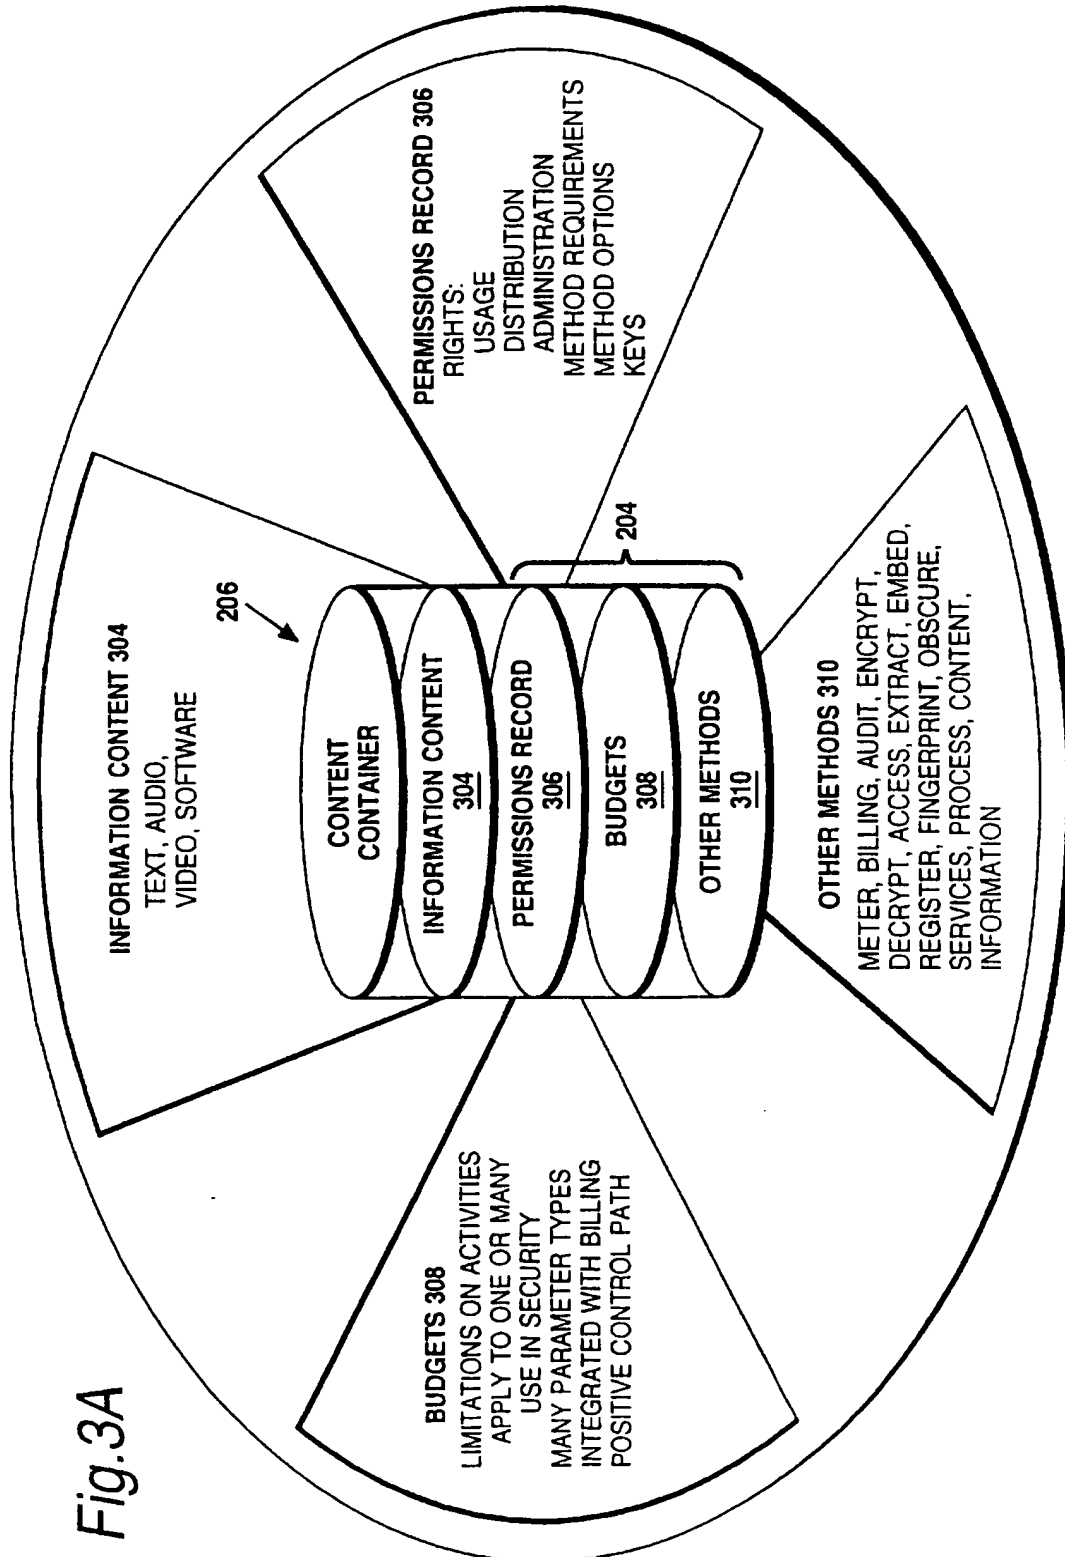 Fig.3A
INFORMATION CONTENT 304
TEXT, AUDIO,
VIDEO, SOFTWARE
206
CONTENT
CONTAINER
INFORMATION CONTENT
304
PERMISSIONS RECORD
306
BUDGETS
308
OTHER METHODS
310
204
BUDGETS 308
LIMITATIONS ON ACTIVITIES
APPLY TO ONE OR MANY
USE IN SECURITY
MANY PARAMETER TYPES
INTEGRATED WITH BILLING
POSITIVE CONTROL PATH
PERMISSIONS RECORD 306
RIGHTS:
USAGE
DISTRIBUTION
ADMINISTRATION
METHOD REQUIREMENTS
METHOD OPTIONS
KEYS
OTHER METHODS 310
METER, BILLING, AUDIT, ENCRYPT,
DECRYPT, ACCESS, EXTRACT, EMBED,
REGISTER, FINGERPRINT, OBSCURE,
SERVICES, PROCESS, CONTENT,
INFORMATION